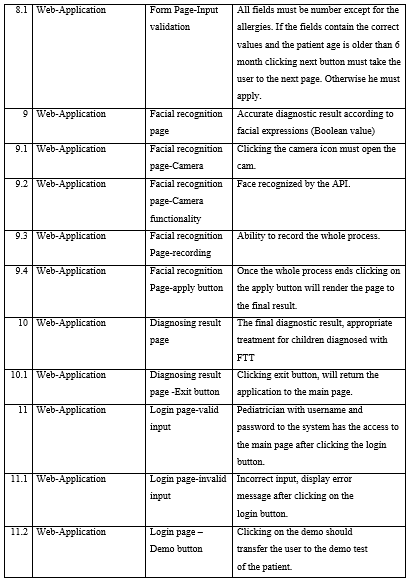 8.1 Web-Application Form Page-Input All fields must be number except for the
validation allergies. If the fields contain the correct
values and the patient age is older than 6
month clicking next button must take the
user to the next page. Otherwise he must
apply.
9 Web-Application Facial recognition Accurate diagnostic result according to
page facial expressions (Boolean value)
9.1 Web-Application Facial recognition Clicking the camera icon must open the
page-Camera cam.
9.2 Web-Application Facial recognition Face recognized by the API.
page-Camera
functionality
9.3 Web-Application Facial recognition Ability to record the whole process.
Page-recording
9.4 Web-Application Facial recognition Once the whole process ends clicking on
Page-apply button the apply button will render the page to
the final result.
10 Web-Application Diagnosing result The final diagnostic result, appropriate
page treatment for children diagnosed with
FTT
10.1 Web-Application Diagnosing result Clicking exit button, will return the
page -Exit button application to the main page.
11 Web-Application Login page-valid Pediatrician with username and
input password to the system has the access to
the main page after clicking the login
button.
11.1 Web-Application Login page-invalid Incorrect input, display error
input message after clicking on the
login button.
11.2 Web-Application Login page – Clicking on the demo should
Demo button transfer the user to the demo test
of the patient.